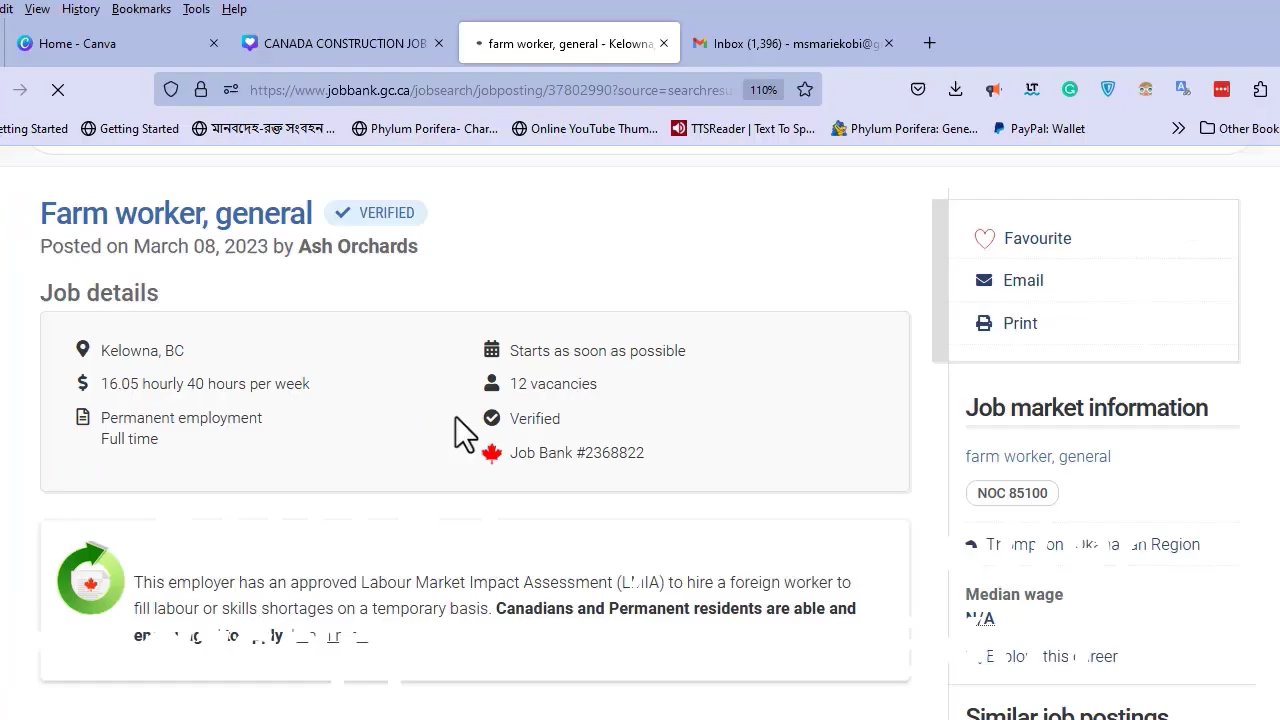 dit View History Bookmarks Tools Help
Home - Canva
CANADA CONSTRUCTION JOB
farm worker, general - Kelowna,
Inbox (1,396) - msmariekobi@g
https://www.jobbank.gc.ca/jobsearch/jobposting/37802990?source=searchresu
110%
etting Started
Getting Started
মানবদেহ-রক্ত সংবহন ...
Phylum Porifera- Char...
Online YouTube Thum...
TTSReader | Text To Sp...
Phylum Porifera: Gene...
PayPal: Wallet
Other Book
Farm worker, general
VERIFIED
Posted on March 08, 2023 by Ash Orchards
Job details
Kelowna, BC
16.05 hourly 40 hours per week
Permanent employment
Full time
Starts as soon as possible
12 vacancies
Verified
Job Bank #2368822
This employer has an approved Labour Market Impact Assessment (LMIA) to hire a foreign worker to
fill labour or skills shortages on a temporary basis. Canadians and Permanent residents are able and
Favourite
Email
Print
Job market information
farm worker, general
NOC 85100
Region
Median wage
N/A
this career
Similar job postings